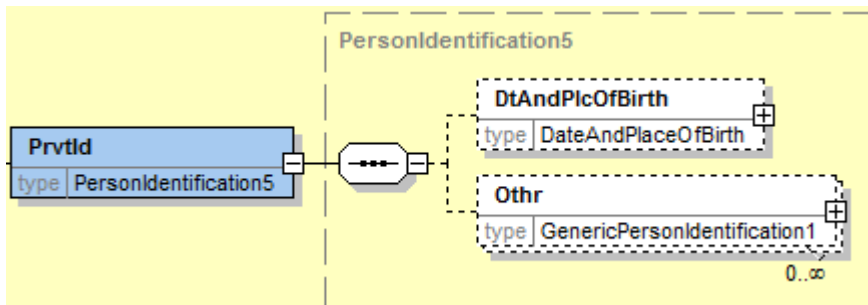 PersonIdentification5
DtAndPlcOfBirth
type DateAndPlaceOfBirth
PrvtId
type PersonIdentification5
Othr
type GenericPersonIdentification1
0..∞